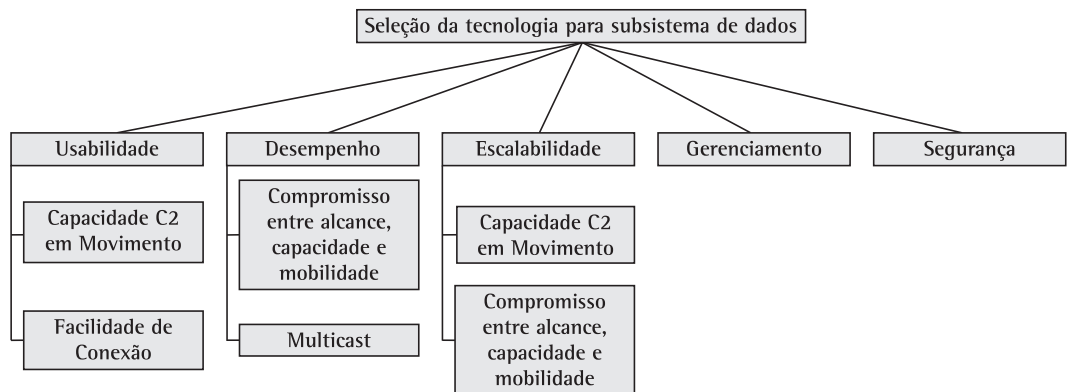 Seleção da tecnologia para subsistema de dados
Usabilidade
Desempenho
Escalabilidade
Gerenciamento
Segurança
Capacidade C2
em Movimento
Facilidade de
Conexão
Compromisso
entre alcance,
capacidade e
mobilidade
Multicast
Capacidade C2
em Movimento
Compromisso
entre alcance,
capacidade e
mobilidade